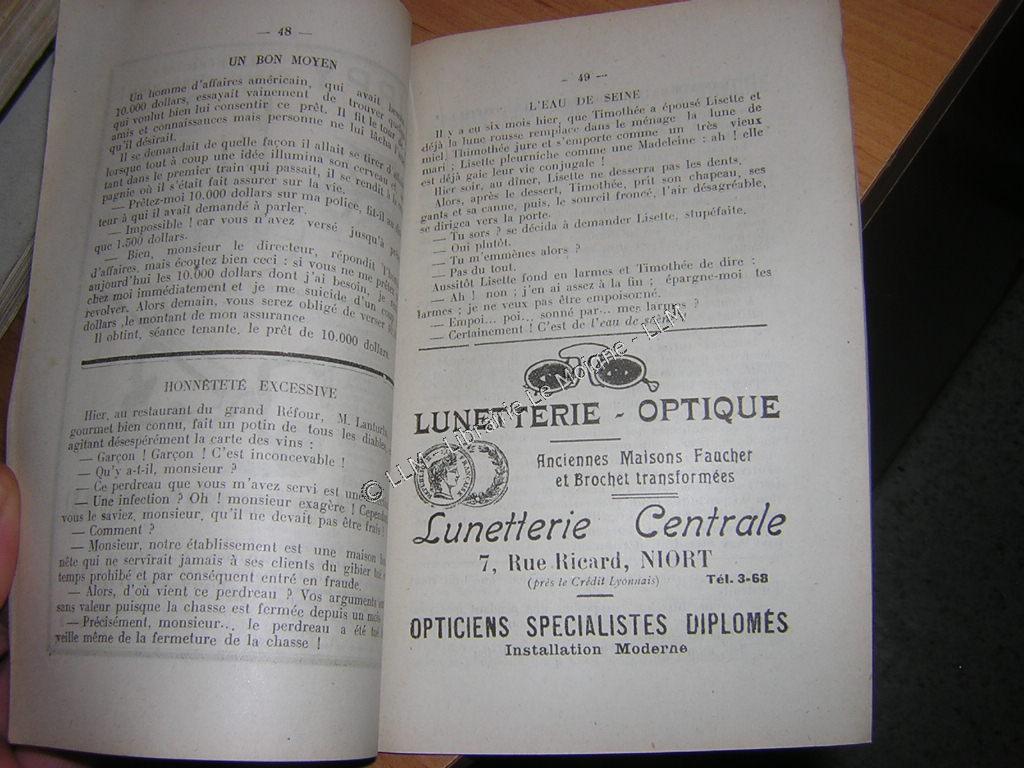 — 48 —
UN BON MOYEN
Un homme d'affaires américain, qui avait
10.000 dollars, essayait vainement de trouver
qui voulut bien lui consentir ce prêt. Il fit le tour
amis et connaissances mais personne ne lui lâcha
qu'il désirait.
Il se demandait de quelle façon il allait se tirer
lorsque tout à coup une idée illumina son cerveau et
tant dans le premier train qui passait, il se rendit à
pagnie où il s'était fait assurer sur la vie.
— Prêtez-moi 10.000 dollars sur ma police, fit-il au
teur à qui il avait demandé à parler.
— Impossible ! car vous n'avez versé jusqu'à
que 1.500 dollars.
— Bien, monsieur le directeur, répondit
d'affaires, mais écoutez bien ceci : si vous ne me
aujourd'hui les 10.000 dollars dont j'ai besoin, je
chez moi immédiatement et je me suicide d'un
revolver. Alors demain, vous serez obligé de verser
dollars ,le montant de mon assurance
Il obtint, séance tenante, le prêt de 10.000 dollars.
HONNÊTETÉ EXCESSIVE
Hier, au restaurant du grand Réfour, M.
gourmet bien connu, fait un potin de tous les diables,
agitant désespérément la carte des vins :
— Garçon ! Garçon ! C'est inconcevable !
— Qu'y a-t-il, monsieur ?
— Ce perdreau que vous m'avez servi est une
— Une infection ? Oh ! monsieur exagère !
vous le saviez, monsieur, qu'il ne devait pas être frais !
— Comment ?
— Monsieur, notre établissement est une maison
nête qui ne servirait jamais à ses clients du gibier
temps prohibé et par conséquent entré en fraude.
— Alors, d'où vient ce perdreau ? Vos arguments
sans valeur puisque la chasse est fermée depuis un
— Précisément, monsieur... le perdreau a été
veille même de la fermeture de la chasse !
— 49 —
L'EAU DE SEINE
Il y a eu six mois hier, que Timothée a épousé Lisette et
déjà la lune rousse remplace dans le ménage la lune de
miel. Thimothée jure et s'emporte comme un très vieux
mari ; Lisette pleurniche comme une Madeleine : ah ! elle
est déjà gaie leur vie conjugale !
Hier soir, au dîner, Lisette ne desserra pas les dents.
Alors, après le dessert, Timothée, prit son chapeau, ses
gants et sa canne, puis, le sourcil froncé, l'air désagréable,
se dirigea vers la porte.
— Tu sors ? se décida à demander Lisette, stupéfaite.
— Oui plutôt.
— Tu m'emmènes alors ?
— Pas du tout.
Aussitôt Lisette fond en larmes et Timothée de dire :
— Ah ! non ; j'en ai assez à la fin ; épargne-moi tes
larmes ; je ne veux pas être empoisonné.
— Empoi... poi... sonné par... mes larmes ?
— Certainement ! C'est de l'eau de scène
LUNETTERIE - OPTIQUE
Anciennes Maisons Faucher
et Brochet transformées
Lunetterie Centrale
7, Rue Ricard, NIORT
(près le Crédit Lyonnais) Tél. 3-68
OPTICIENS SPECIALISTES DIPLOMÉS
Installation Moderne
© LLM - Librairie Le Moigne - LLM